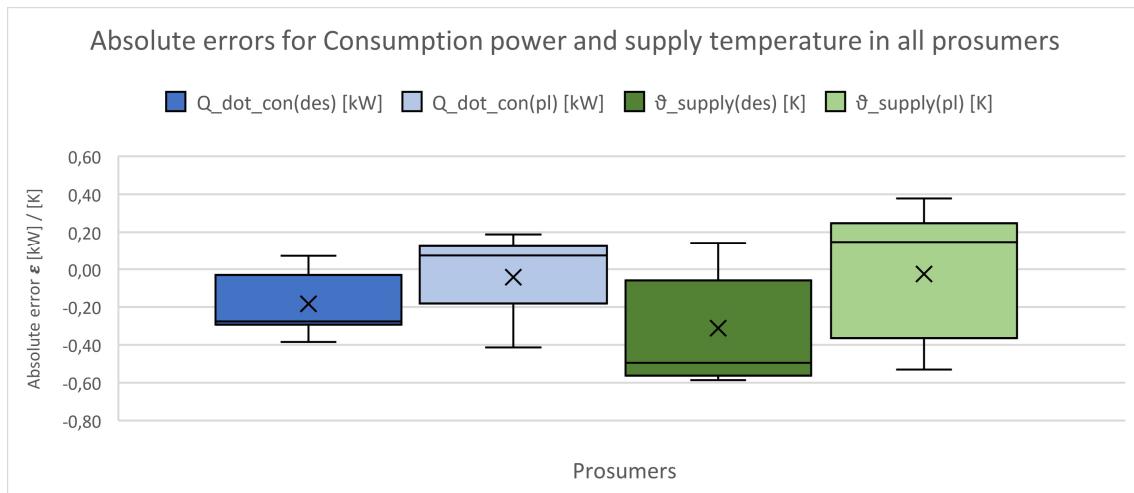 Absolute errors for Consumption power and supply temperature in all prosumers
Q_dot_con(des) [kW] Q_dot_con(pl) [kW] ϑ_supply(des) [K] ϑ_supply(pl) [K]
Absolute error ε [kW] / [K]
0,60
0,40
0,20
0,00
-0,20
-0,40
-0,60
-0,80
Prosumers